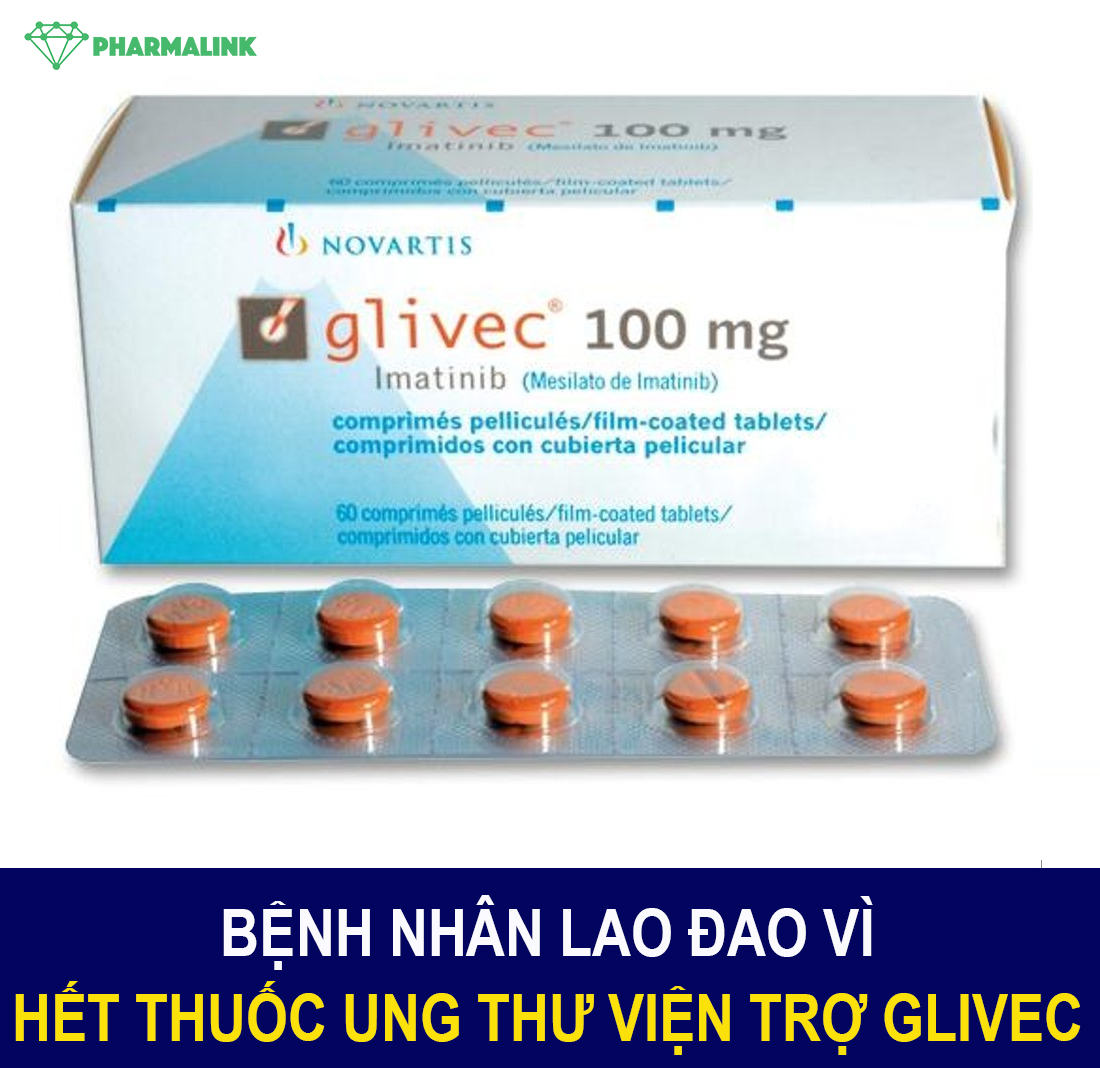 PHARMALINK
NOVARTIS
glivec® 100 mg
Imatinib (Mesilato de Imatinib)
60 comprimés pelliculés/film-coated tablets/
comprimidos con cubierta pelicular
NOVARTIS
glivec® 100 mg
Imatinib (Mesilato de Imatinib)
comprimés pelliculés/film-coated tablets/
comprimidos con cubierta pelicular
60 comprimés pelliculés/film-coated tablets/
comprimidos con cubierta pelicular
BỆNH NHÂN LAO ĐAO VÌ
HẾT THUỐC UNG THƯ VIỆN TRỢ GLIVEC